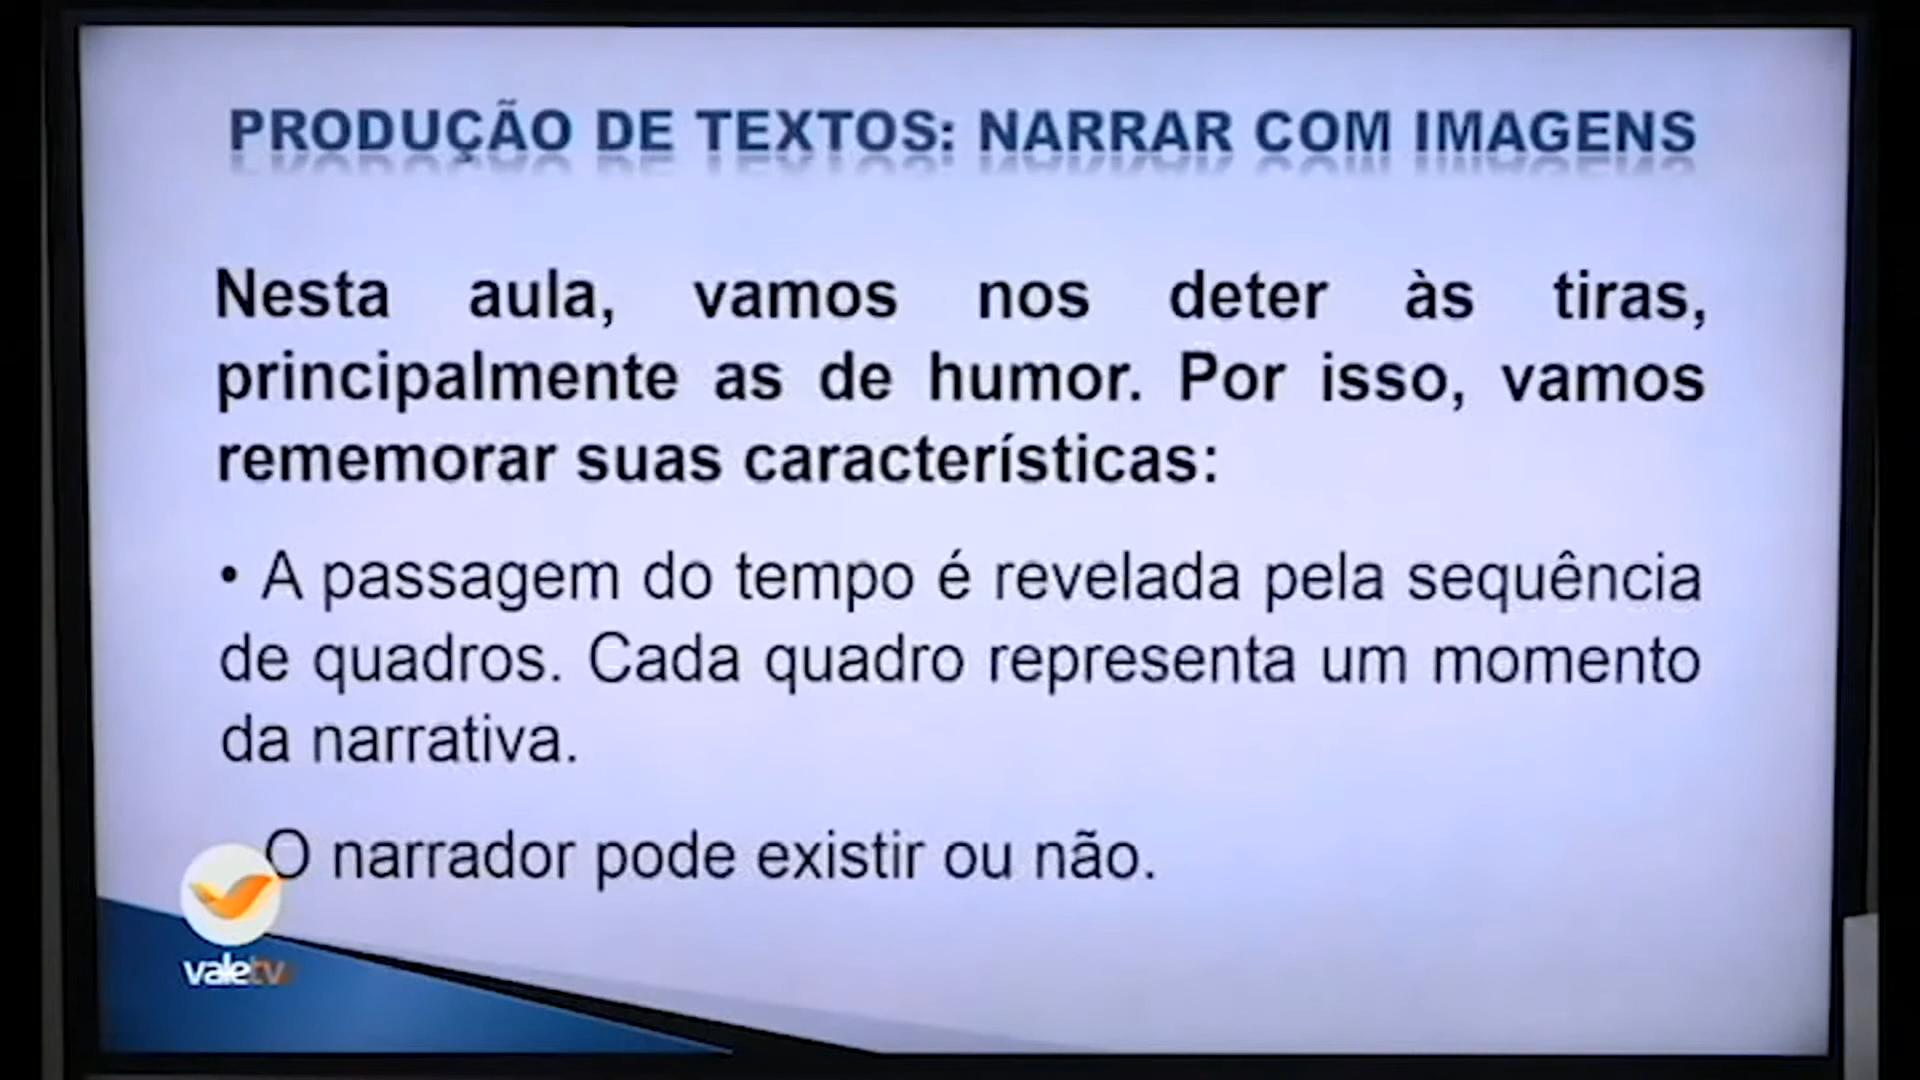 PRODUÇÃO DE TEXTOS: NARRAR COM IMAGENS
Nesta aula, vamos nos deter às tiras,
principalmente as de humor. Por isso, vamos
rememorar suas características:
• A passagem do tempo é revelada pela sequência
de quadros. Cada quadro representa um momento
da narrativa.
O narrador pode existir ou não.
valetv